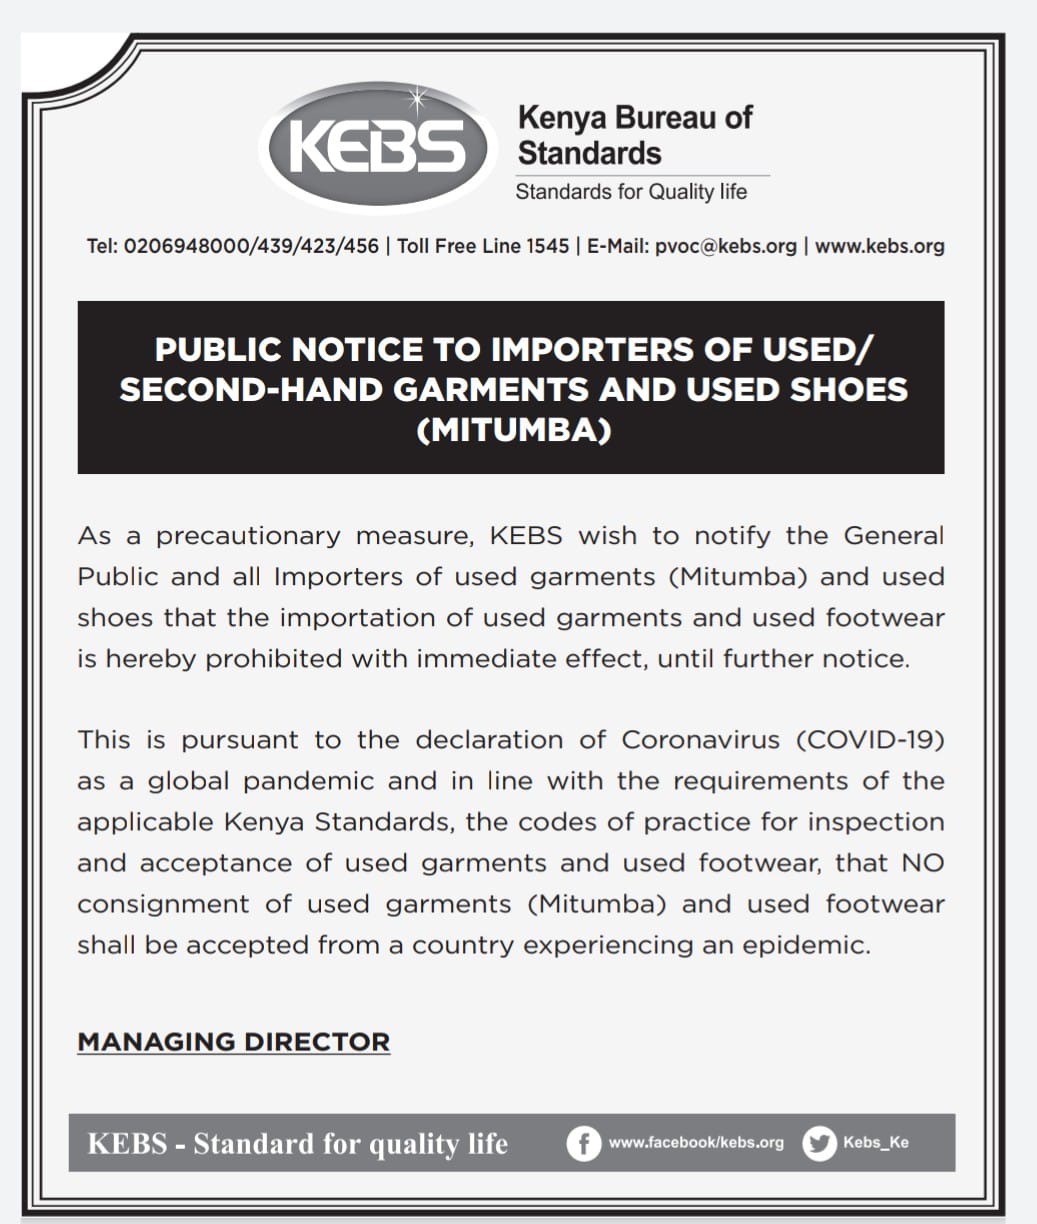 KEBS
Kenya Bureau of
Standards
Standards for Quality life
Tel: 0206948000/439/423/456 | Toll Free Line 1545 | E-Mail: pvoc@kebs.org | www.kebs.org
PUBLIC NOTICE TO IMPORTERS OF USED/
SECOND-HAND GARMENTS AND USED SHOES
(MITUMBA)
As a precautionary measure, KEBS wish to notify the General
Public and all Importers of used garments (Mitumba) and used
shoes that the importation of used garments and used footwear
is hereby prohibited with immediate effect, until further notice.
This is pursuant to the declaration of Coronavirus (COVID-19)
as a global pandemic and in line with the requirements of the
applicable Kenya Standards, the codes of practice for inspection
and acceptance of used garments and used footwear, that NO
consignment of used garments (Mitumba) and used footwear
shall be accepted from a country experiencing an epidemic.
MANAGING DIRECTOR
KEBS - Standard for quality life www.facebook/kebs.org Kebs_Ke